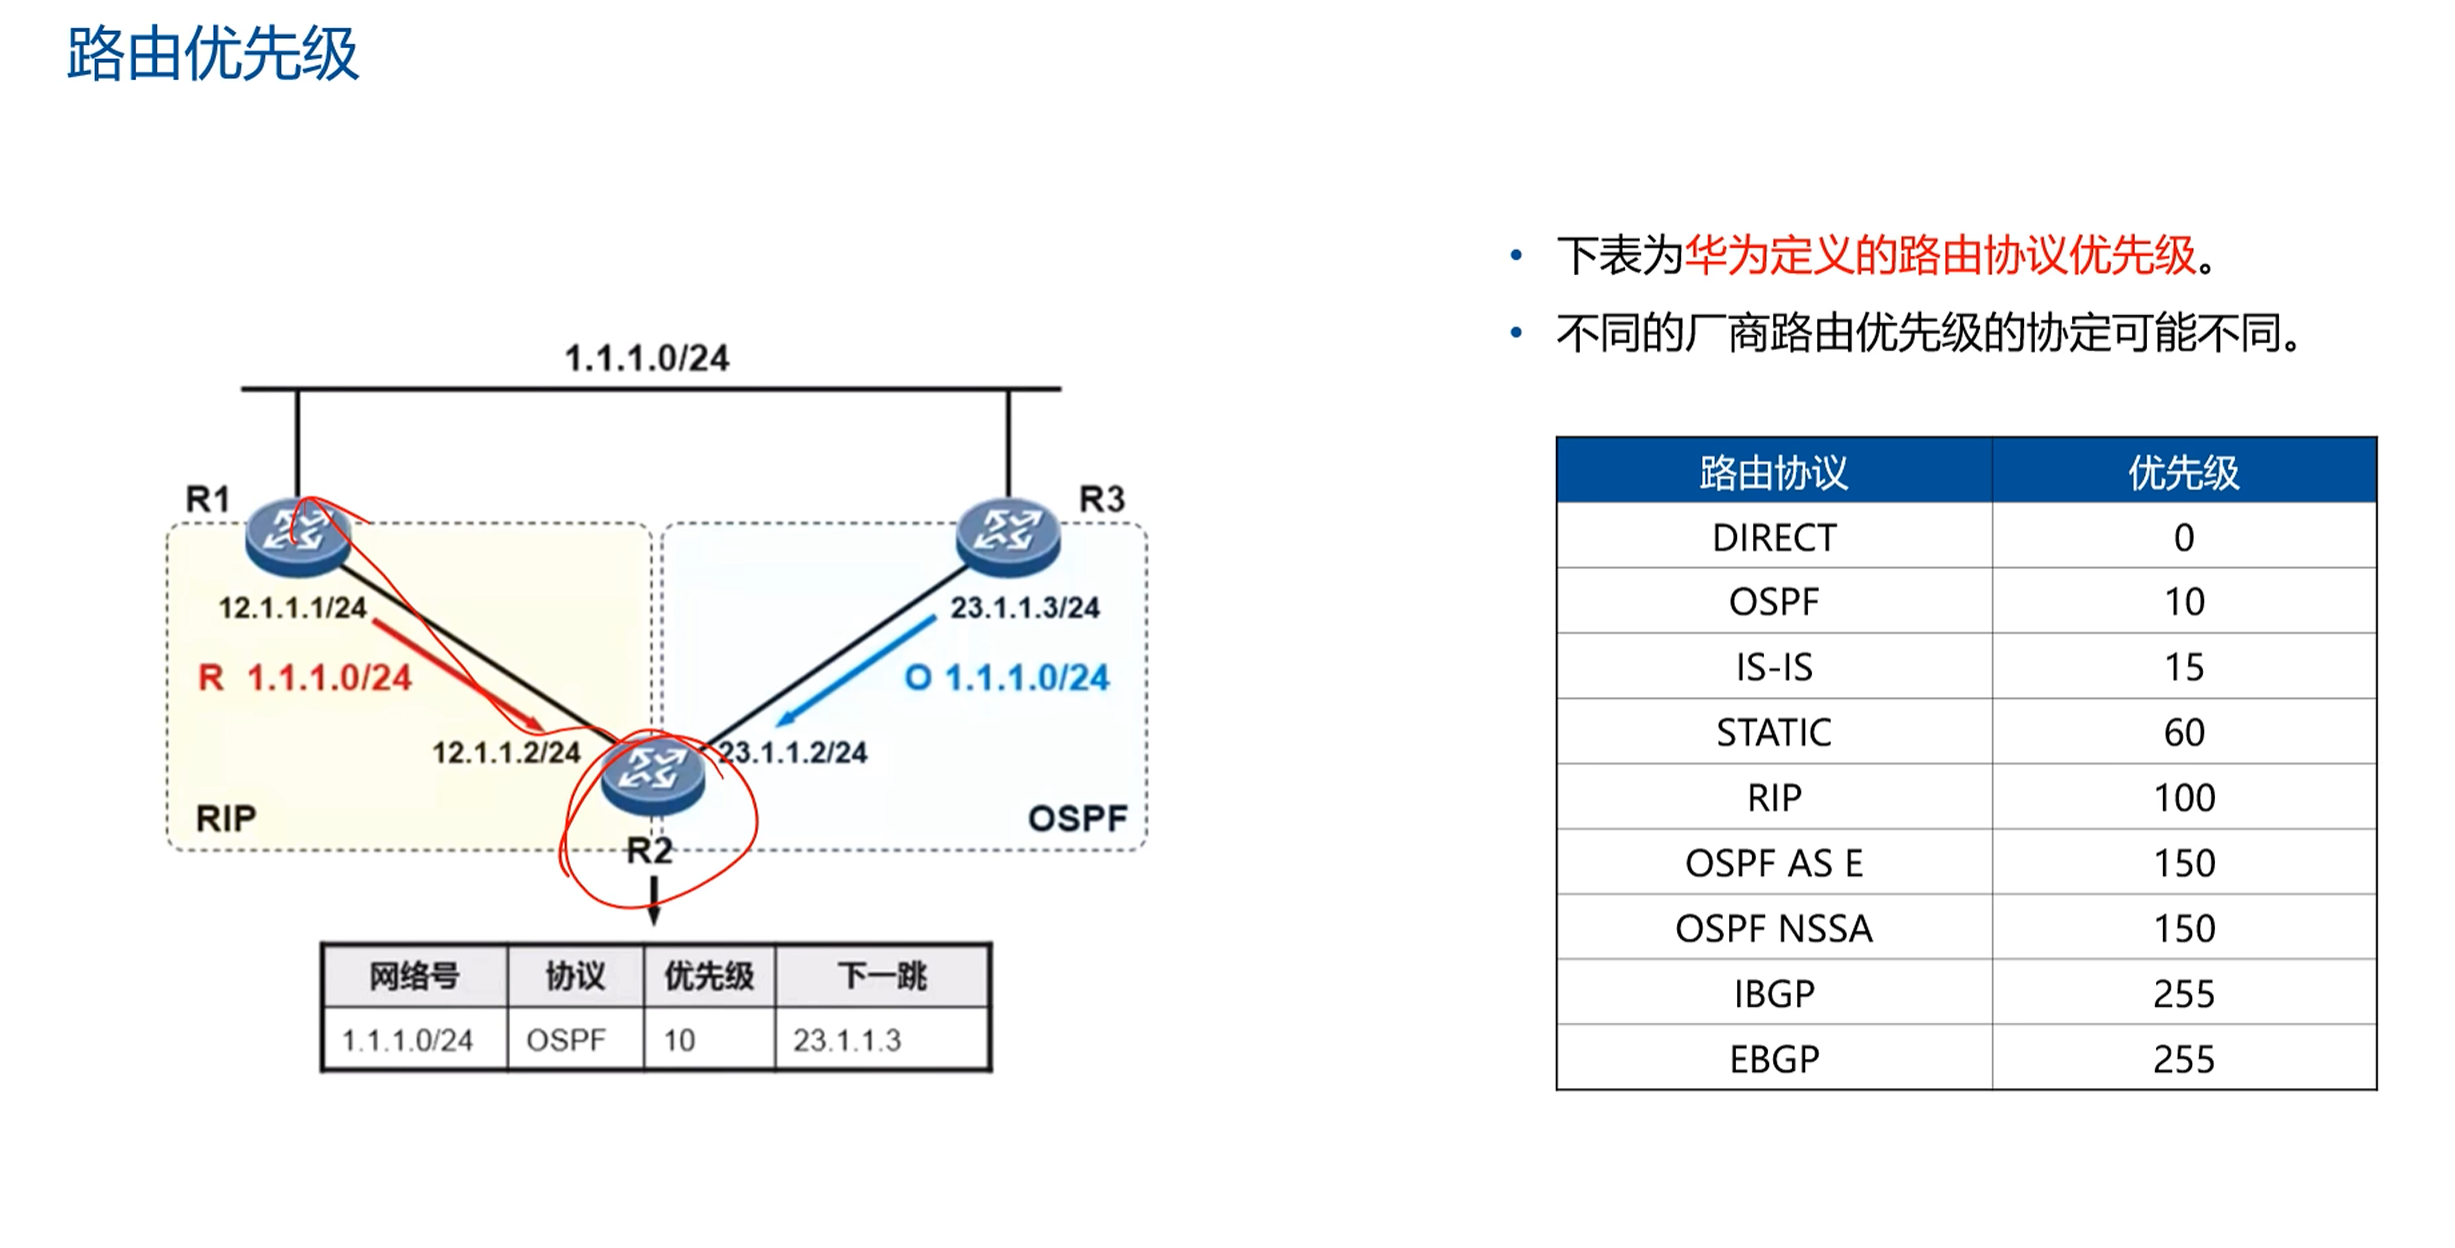 路由优先级
1.1.1.0/24
R1
R3
12.1.1.1/24
23.1.1.3/24
R 1.1.1.0/24
O 1.1.1.0/24
12.1.1.2/24
23.1.1.2/24
RIP
OSPF
R2
网络号 协议 优先级 下一跳
1.1.1.0/24 OSPF 10 23.1.1.3
• 下表为华为定义的路由协议优先级。
• 不同的厂商路由优先级的协定可能不同。
路由协议 优先级
DIRECT 0
OSPF 10
IS-IS 15
STATIC 60
RIP 100
OSPF AS E 150
OSPF NSSA 150
IBGP 255
EBGP 255